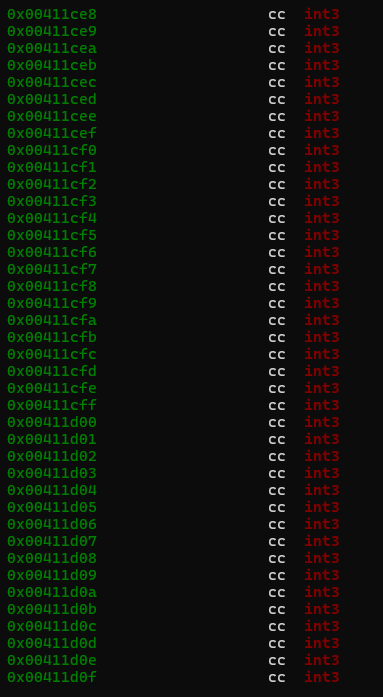 0x00411ce8 cc int3
0x00411ce9 cc int3
0x00411cea cc int3
0x00411ceb cc int3
0x00411cec cc int3
0x00411ced cc int3
0x00411cee cc int3
0x00411cef cc int3
0x00411cf0 cc int3
0x00411cf1 cc int3
0x00411cf2 cc int3
0x00411cf3 cc int3
0x00411cf4 cc int3
0x00411cf5 cc int3
0x00411cf6 cc int3
0x00411cf7 cc int3
0x00411cf8 cc int3
0x00411cf9 cc int3
0x00411cfa cc int3
0x00411cfb cc int3
0x00411cfc cc int3
0x00411cfd cc int3
0x00411cfe cc int3
0x00411cff cc int3
0x00411d00 cc int3
0x00411d01 cc int3
0x00411d02 cc int3
0x00411d03 cc int3
0x00411d04 cc int3
0x00411d05 cc int3
0x00411d06 cc int3
0x00411d07 cc int3
0x00411d08 cc int3
0x00411d09 cc int3
0x00411d0a cc int3
0x00411d0b cc int3
0x00411d0c cc int3
0x00411d0d cc int3
0x00411d0e cc int3
0x00411d0f cc int3